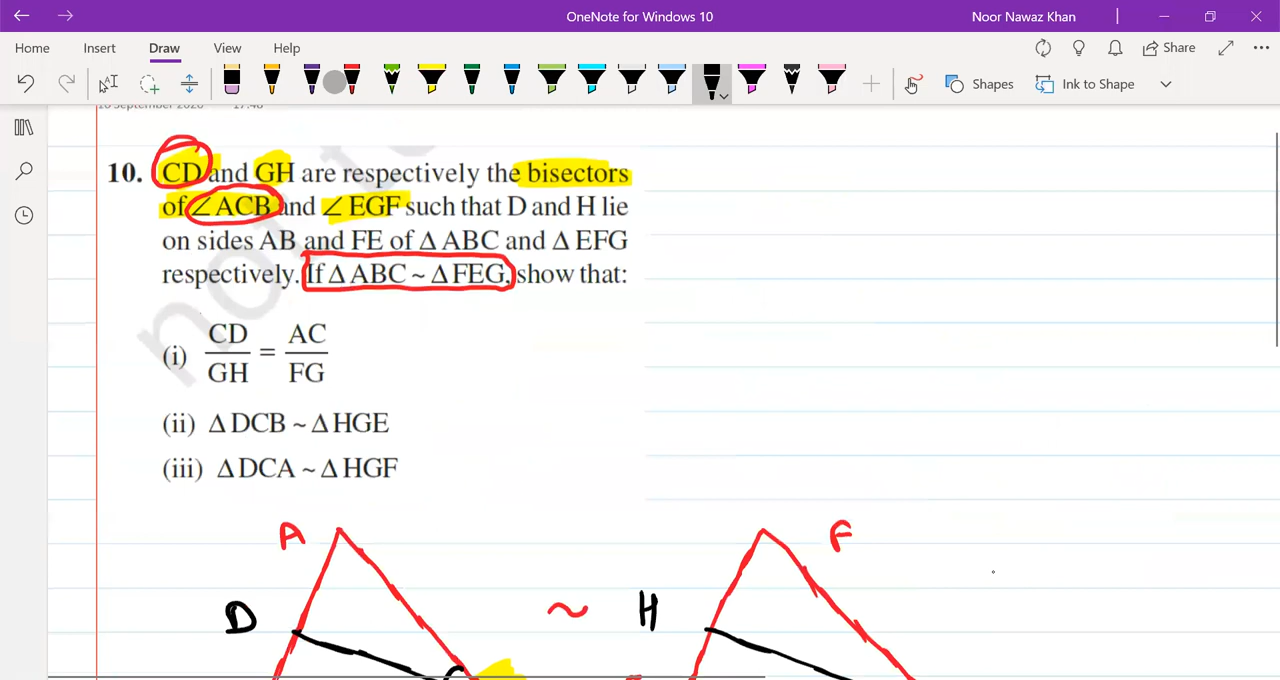 OneNote for Windows 10
Noor Nawaz Khan
Home Insert Draw View Help
Share
Shapes
Ink to Shape
17:48
10. CD and GH are respectively the bisectors
of ∠ ACB and ∠ EGF such that D and H lie
on sides AB and FE of Δ ABC and Δ EFG
respectively. If Δ ABC ~ Δ FEG, show that:
(i) CD/GH = AC/FG
(ii) Δ DCB ~ Δ HGE
(iii) Δ DCA ~ Δ HGF
A F
D ~ H